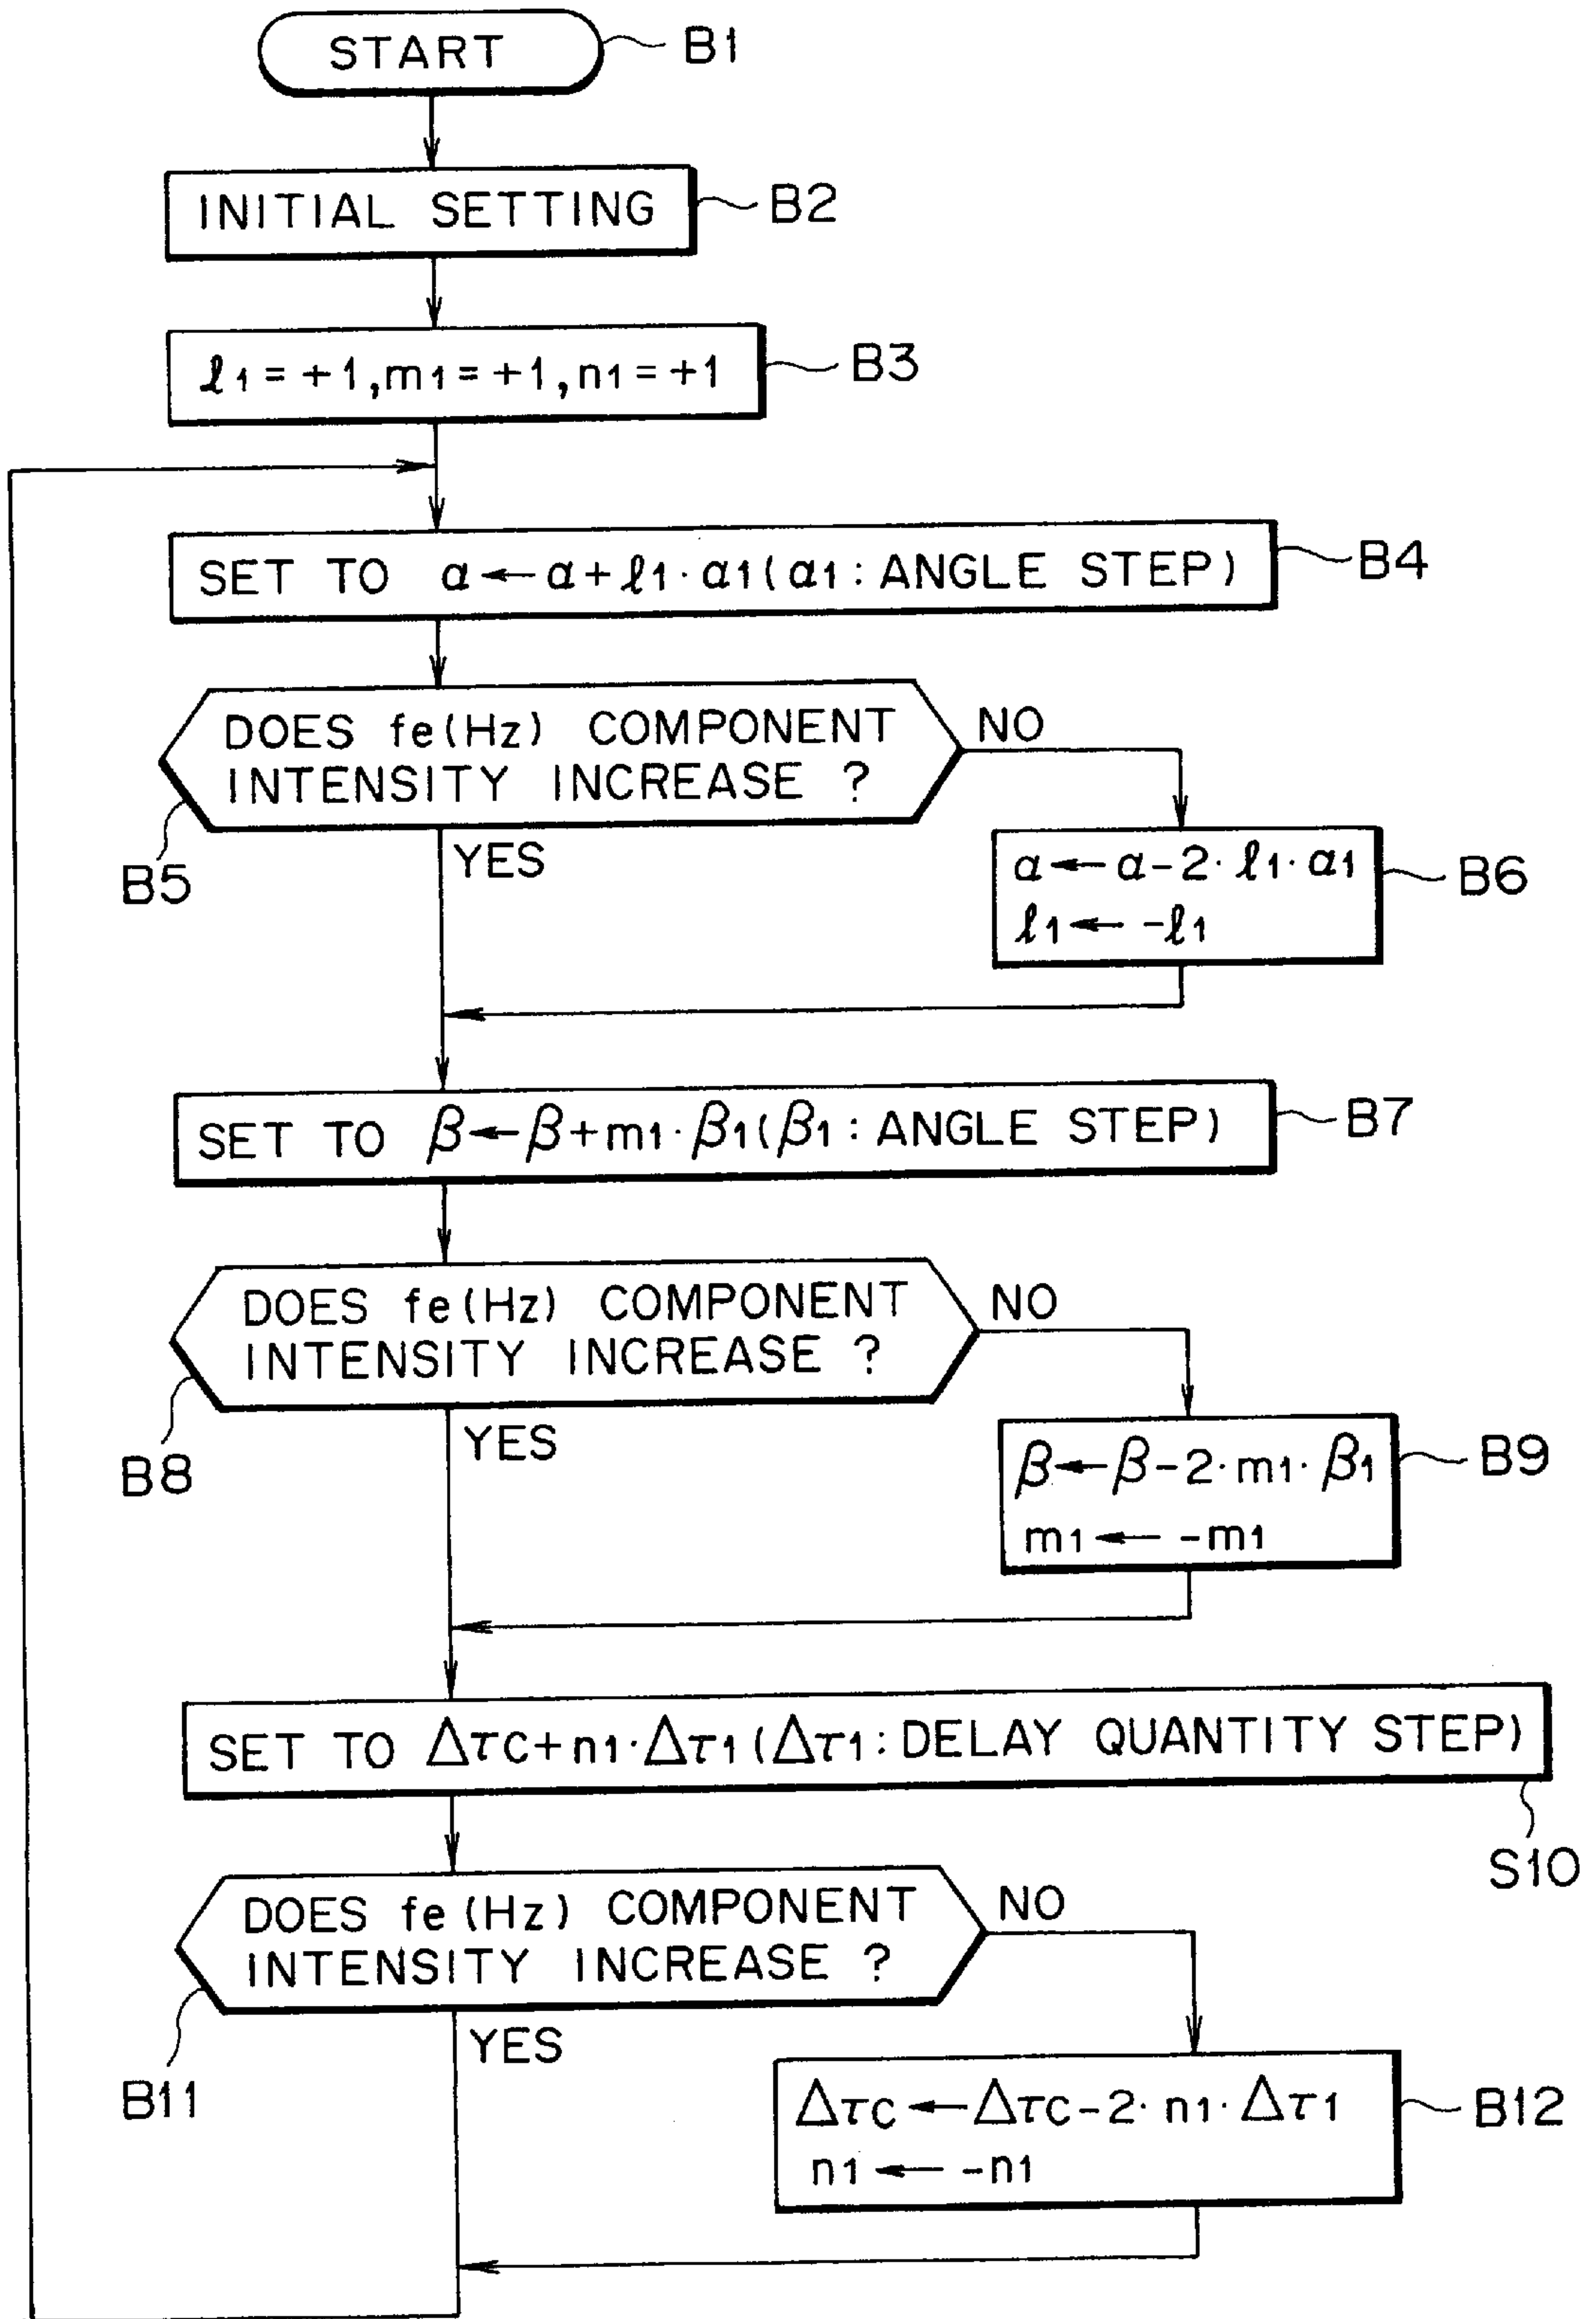 START
B1
INITIAL SETTING
B2
ℓ1=+1,m1=+1,n1=+1
B3
SET TO α←α+ℓ1·α1(α1:ANGLE STEP)
B4
DOES fe(Hz) COMPONENT
INTENSITY INCREASE ?
NO
B5
YES
α←α-2·ℓ1·α1
ℓ1←-ℓ1
B6
SET TO β←β+m1·β1(β1:ANGLE STEP)
B7
DOES fe(Hz) COMPONENT
INTENSITY INCREASE ?
NO
B8
YES
β←β-2·m1·β1
m1←-m1
B9
SET TO ΔτC+n1·Δτ1(Δτ1:DELAY QUANTITY STEP)
S10
DOES fe(Hz) COMPONENT
INTENSITY INCREASE ?
NO
B11
YES
ΔτC←ΔτC-2·n1·Δτ1
n1←-n1
B12